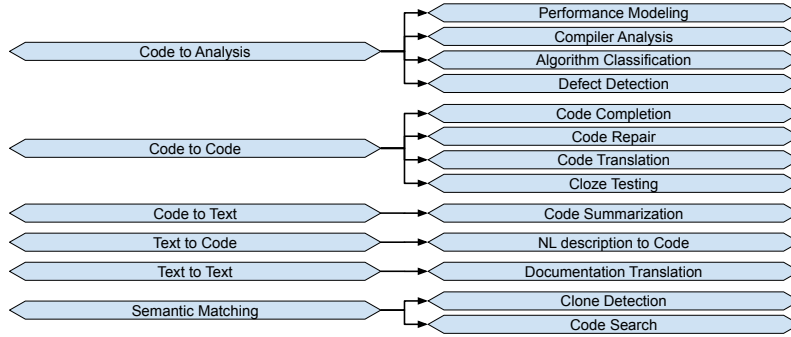 Code to Analysis
Performance Modeling
Compiler Analysis
Algorithm Classification
Defect Detection
Code to Code
Code Completion
Code Repair
Code Translation
Cloze Testing
Code to Text
Code Summarization
Text to Code
NL description to Code
Text to Text
Documentation Translation
Semantic Matching
Clone Detection
Code Search